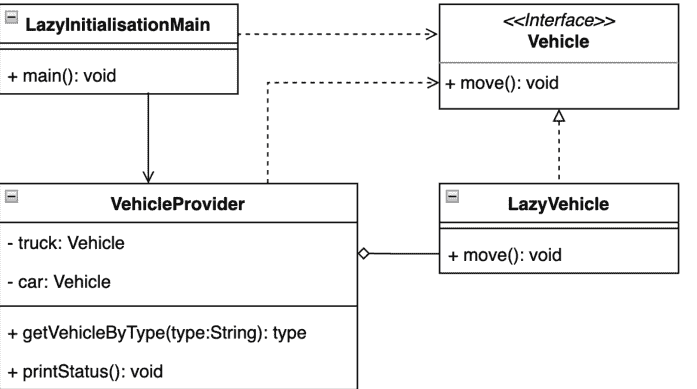 LazyInitialisationMain
+ main(): void
<<Interface>>
Vehicle
+ move(): void
VehicleProvider
- truck: Vehicle
- car: Vehicle
+ getVehicleByType(type:String): type
+ printStatus(): void
LazyVehicle
+ move(): void